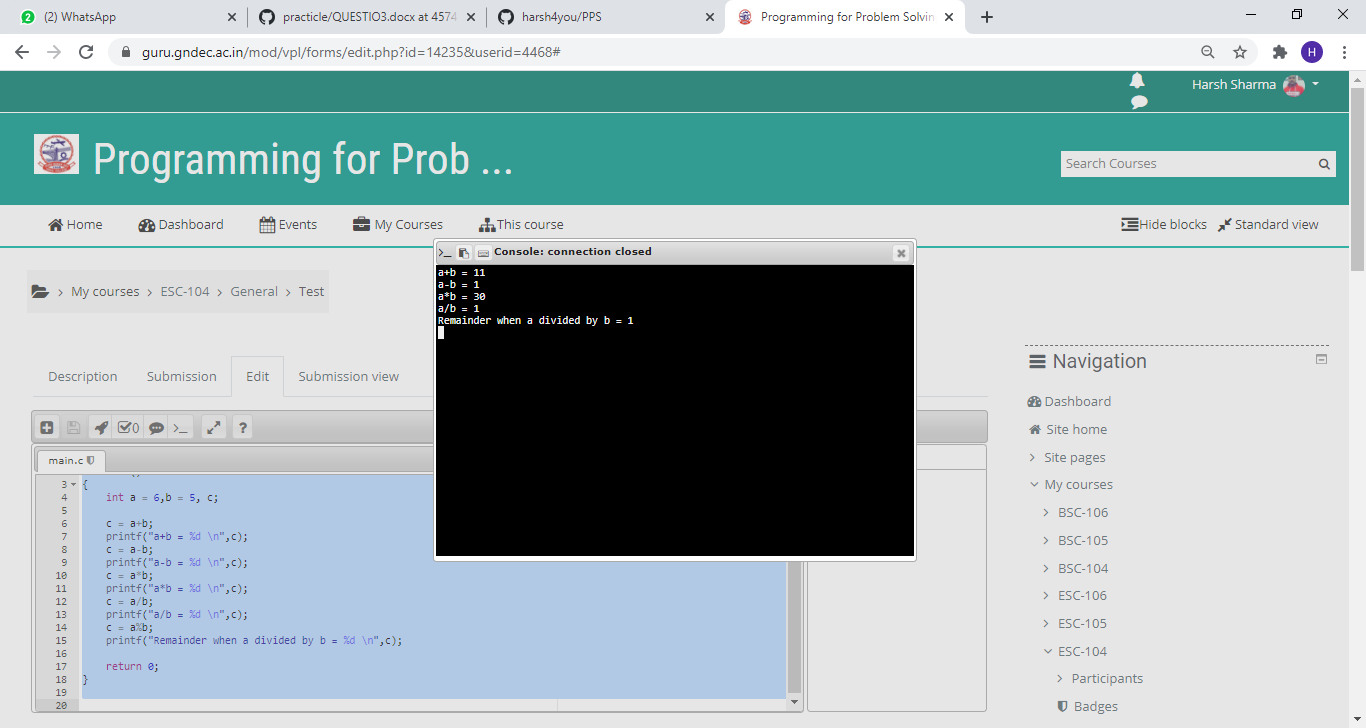 (2) WhatsApp
practicle/QUESTIO3.docx at 4574
harsh4you/PPS
Programming for Problem Solvin
guru.gndec.ac.in/mod/vpl/forms/edit.php?id=14235&userid=4468#
H
Harsh Sharma
Programming for Prob ...
Search Courses
Home
Dashboard
Events
My Courses
This course
Hide blocks
Standard view
My courses > ESC-104 > General > Test
Console: connection closed
a+b = 11
a-b = 1
a*b = 30
a/b = 1
Remainder when a divided by b = 1
Description
Submission
Edit
Submission view
0
main.c
3 {
4 int a = 6,b = 5, c;
5
6 c = a+b;
7 printf("a+b = %d \n",c);
8 c = a-b;
9 printf("a-b = %d \n",c);
10 c = a*b;
11 printf("a*b = %d \n",c);
12 c = a/b;
13 printf("a/b = %d \n",c);
14 c = a%b;
15 printf("Remainder when a divided by b = %d \n",c);
16
17 return 0;
18 }
19
20
Navigation
Dashboard
Site home
Site pages
My courses
BSC-106
BSC-105
BSC-104
ESC-106
ESC-105
ESC-104
Participants
Badges